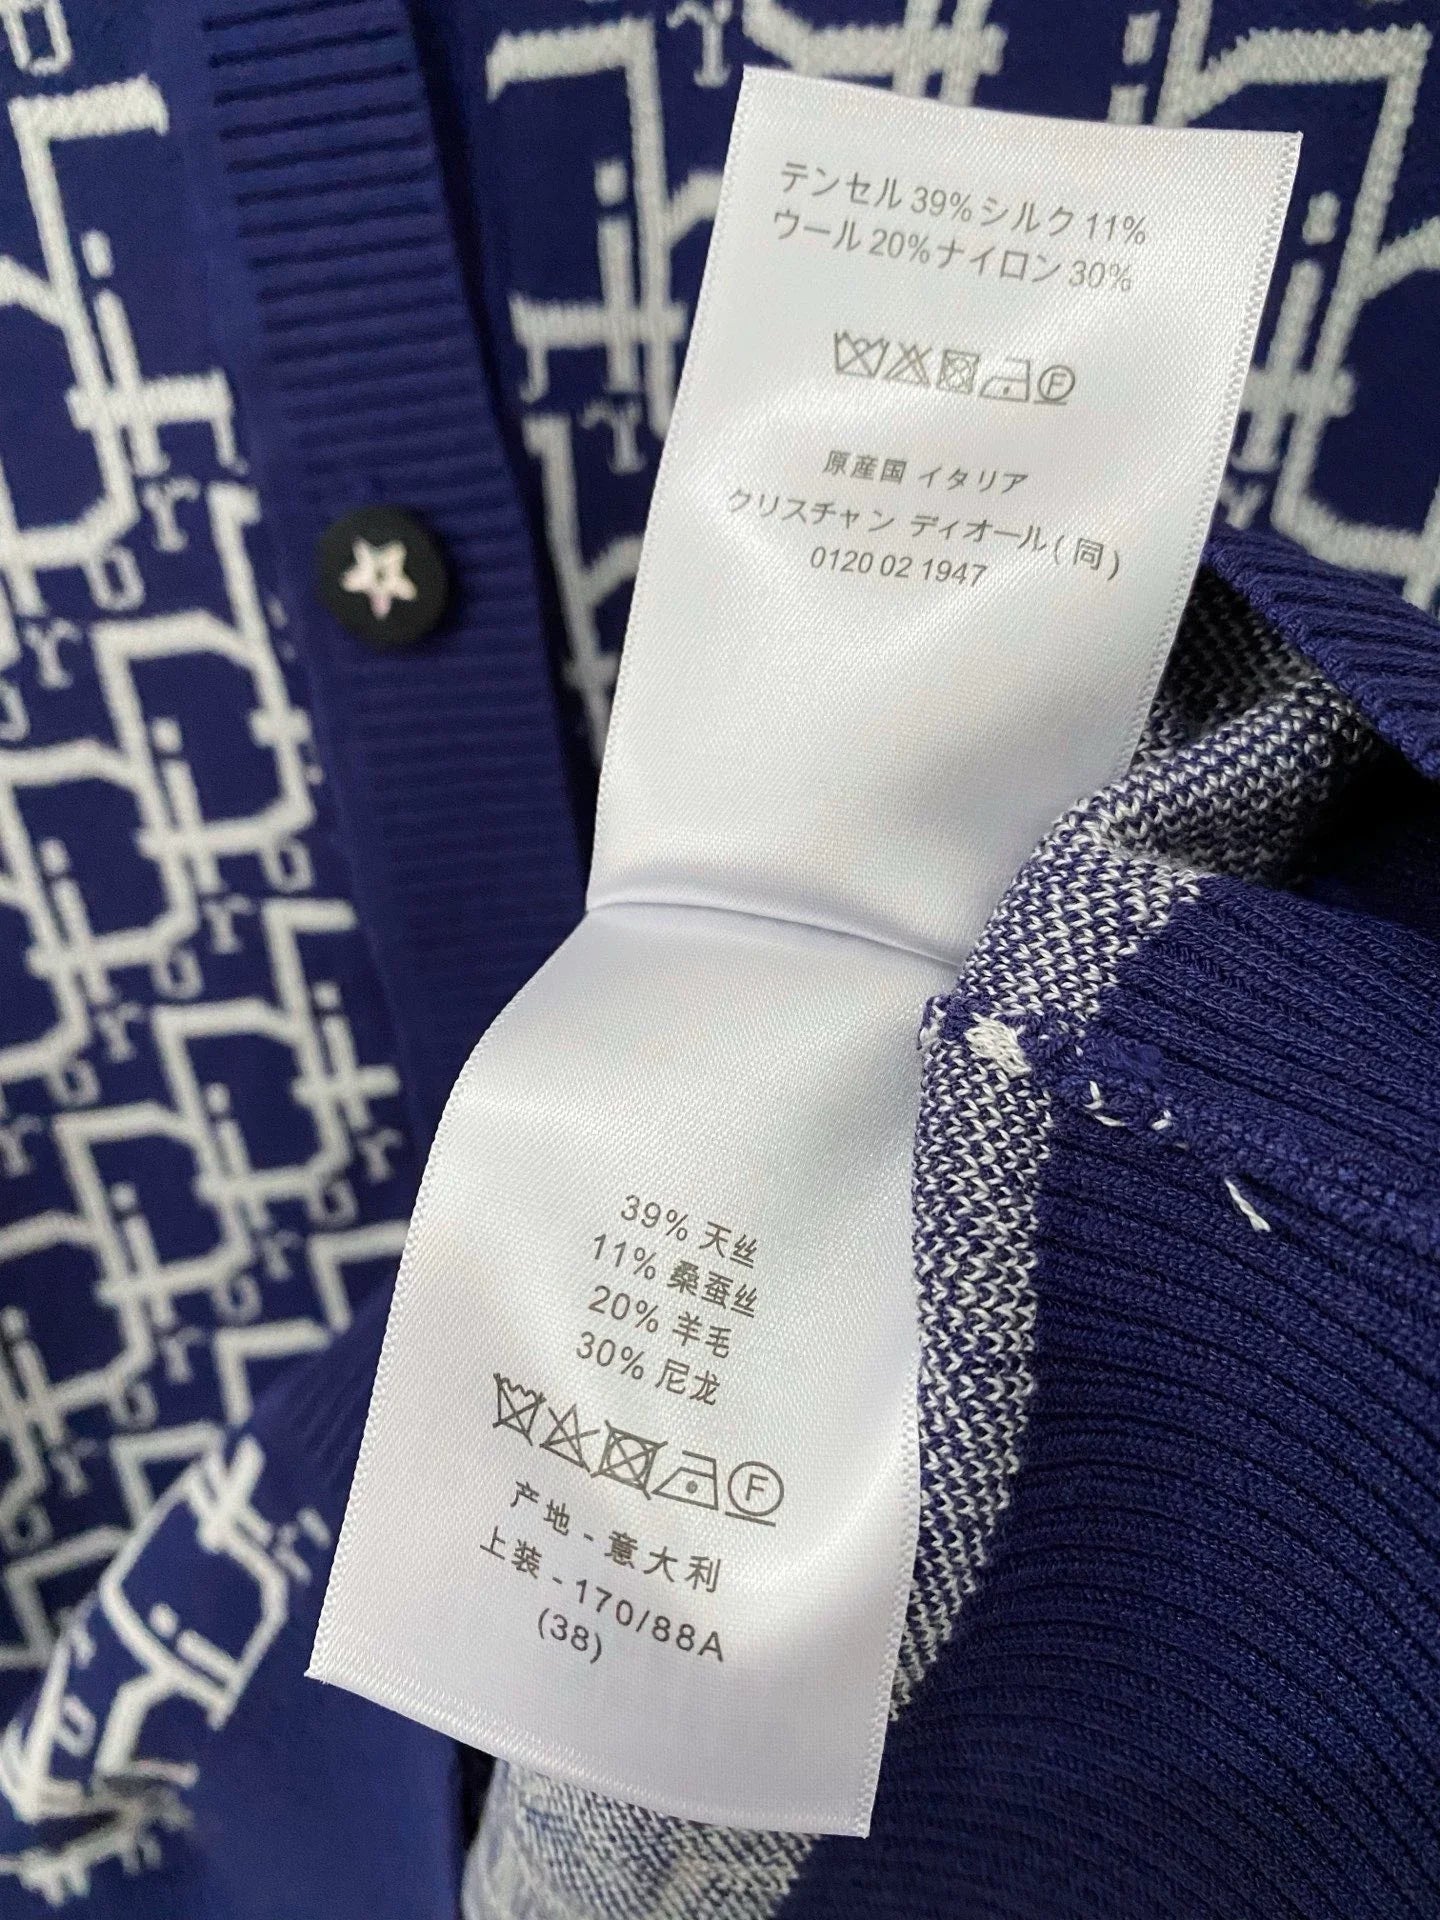 テンセル 39% シルク 11%
ウール 20% ナイロン 30%
F
原産国 イタリア
クリスチャン ディオール ( 同 )
0120 02 1947
39% 天丝
11% 桑蚕丝
20% 羊毛
30% 尼龙
F
产地 - 意大利
上装 - 170/88A
(38)